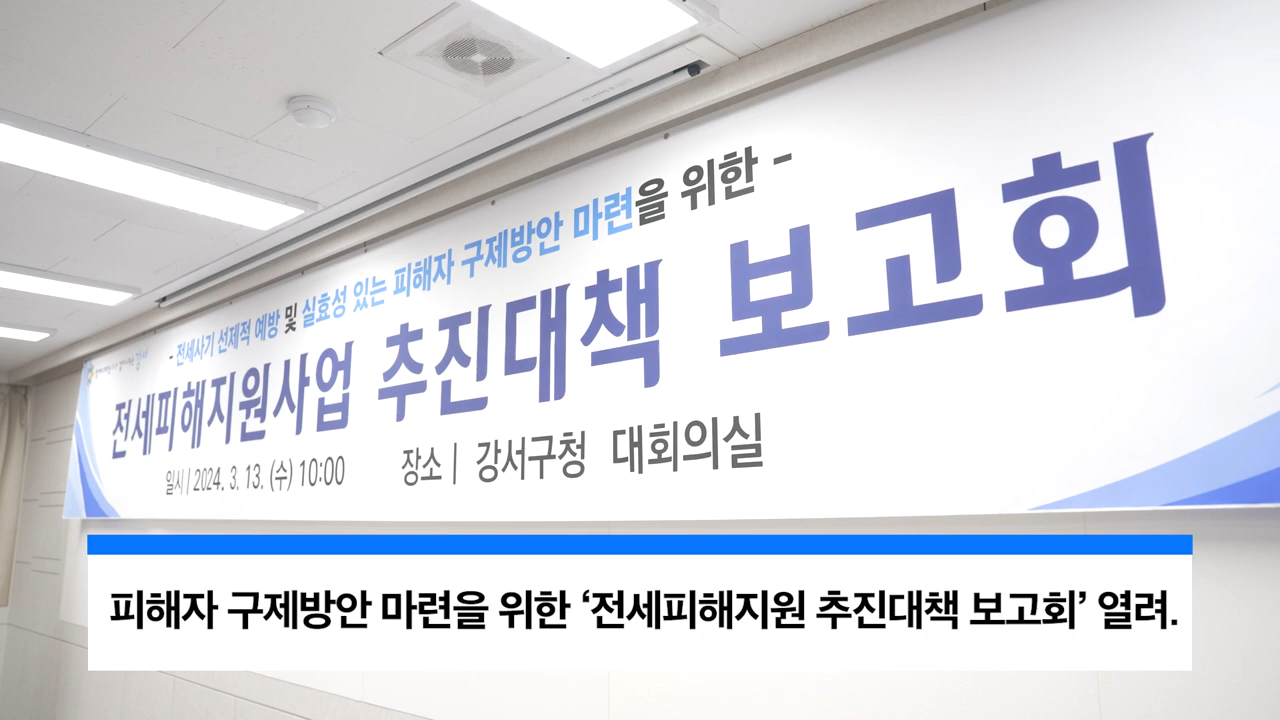 - 전세사기 선제적 예방 및 실효성 있는 피해자 구제방안 마련을 위한 -
강서
전세피해지원사업 추진대책 보고회
일시 | 2024. 3. 13. (수) 10:00 장소 | 강서구청 대회의실
피해자 구제방안 마련을 위한 ‘전세피해지원 추진대책 보고회’ 열려.